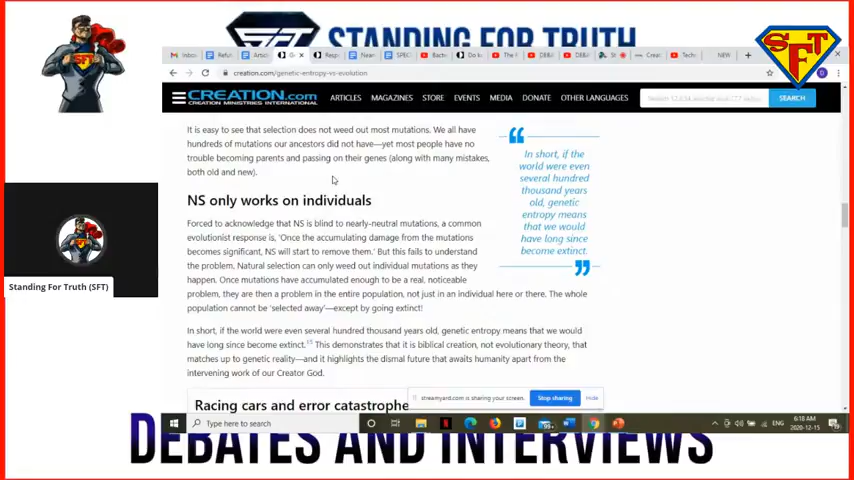 SFT
STANDING FOR TRUTH
SFT
SFT
Inbox
creation.com/genetic-entropy-vs-evolution
CREATION.com
CREATION MINISTRIES INTERNATIONAL
ARTICLES MAGAZINES STORE EVENTS MEDIA DONATE OTHER LANGUAGES
SEARCH
It is easy to see that selection does not weed out most mutations. We all have
hundreds of mutations our ancestors did not have—yet most people have no
trouble becoming parents and passing on their genes (along with many mistakes,
both old and new).
“
In short, if the
world were even
several hundred
thousand years
old, genetic
entropy means
that we would
have long since
become extinct.
”
NS only works on individuals
Forced to acknowledge that NS is blind to nearly-neutral mutations, a common
evolutionist response is, 'Once the accumulating damage from the mutations
becomes significant, NS will start to remove them.' But this fails to understand
the problem. Natural selection can only weed out individual mutations as they
happen. Once mutations have accumulated enough to be a real, noticeable
problem, they are then a problem in the entire population, not just in an individual here or there. The whole
population cannot be 'selected away'—except by going extinct!
In short, if the world were even several hundred thousand years old, genetic entropy means that we would
have long since become extinct.15 This demonstrates that it is biblical creation, not evolutionary theory, that
matches up to genetic reality—and it highlights the dismal future that awaits humanity apart from the
intervening work of our Creator God.
Racing cars and error catastrophe
streamyard.com is sharing your screen.
Stop sharing
Hide
Standing For Truth (SFT)
Type here to search
99+
ENG
6:18 AM
2020-12-15
DEBATES AND INTERVIEWS